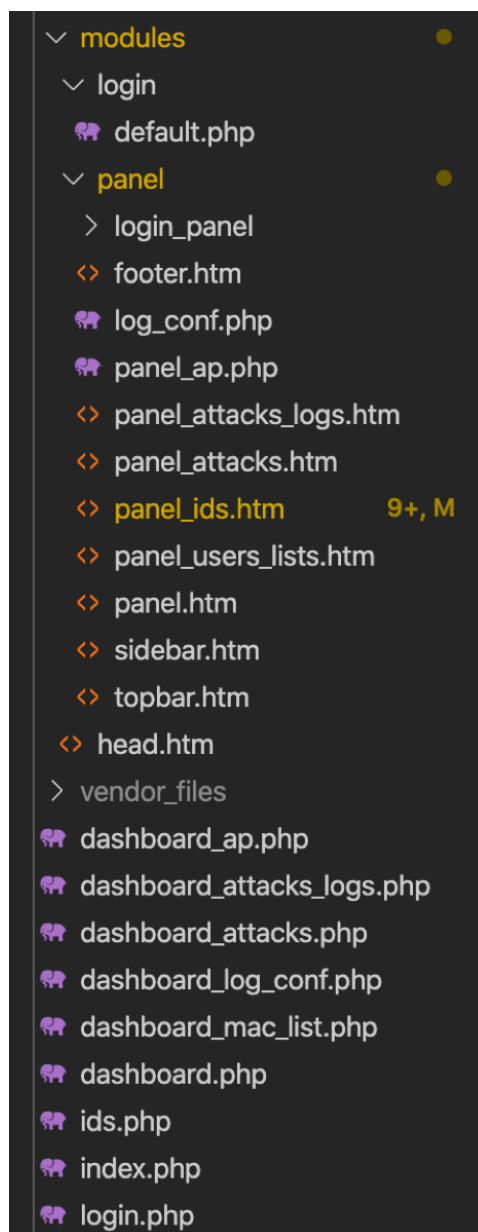 modules
login
default.php
panel
login_panel
footer.htm
log_conf.php
panel_ap.php
panel_attacks_logs.htm
panel_attacks.htm
panel_ids.htm 9+, M
panel_users_lists.htm
panel.htm
sidebar.htm
topbar.htm
head.htm
vendor_files
dashboard_ap.php
dashboard_attacks_logs.php
dashboard_attacks.php
dashboard_log_conf.php
dashboard_mac_list.php
dashboard.php
ids.php
index.php
login.php